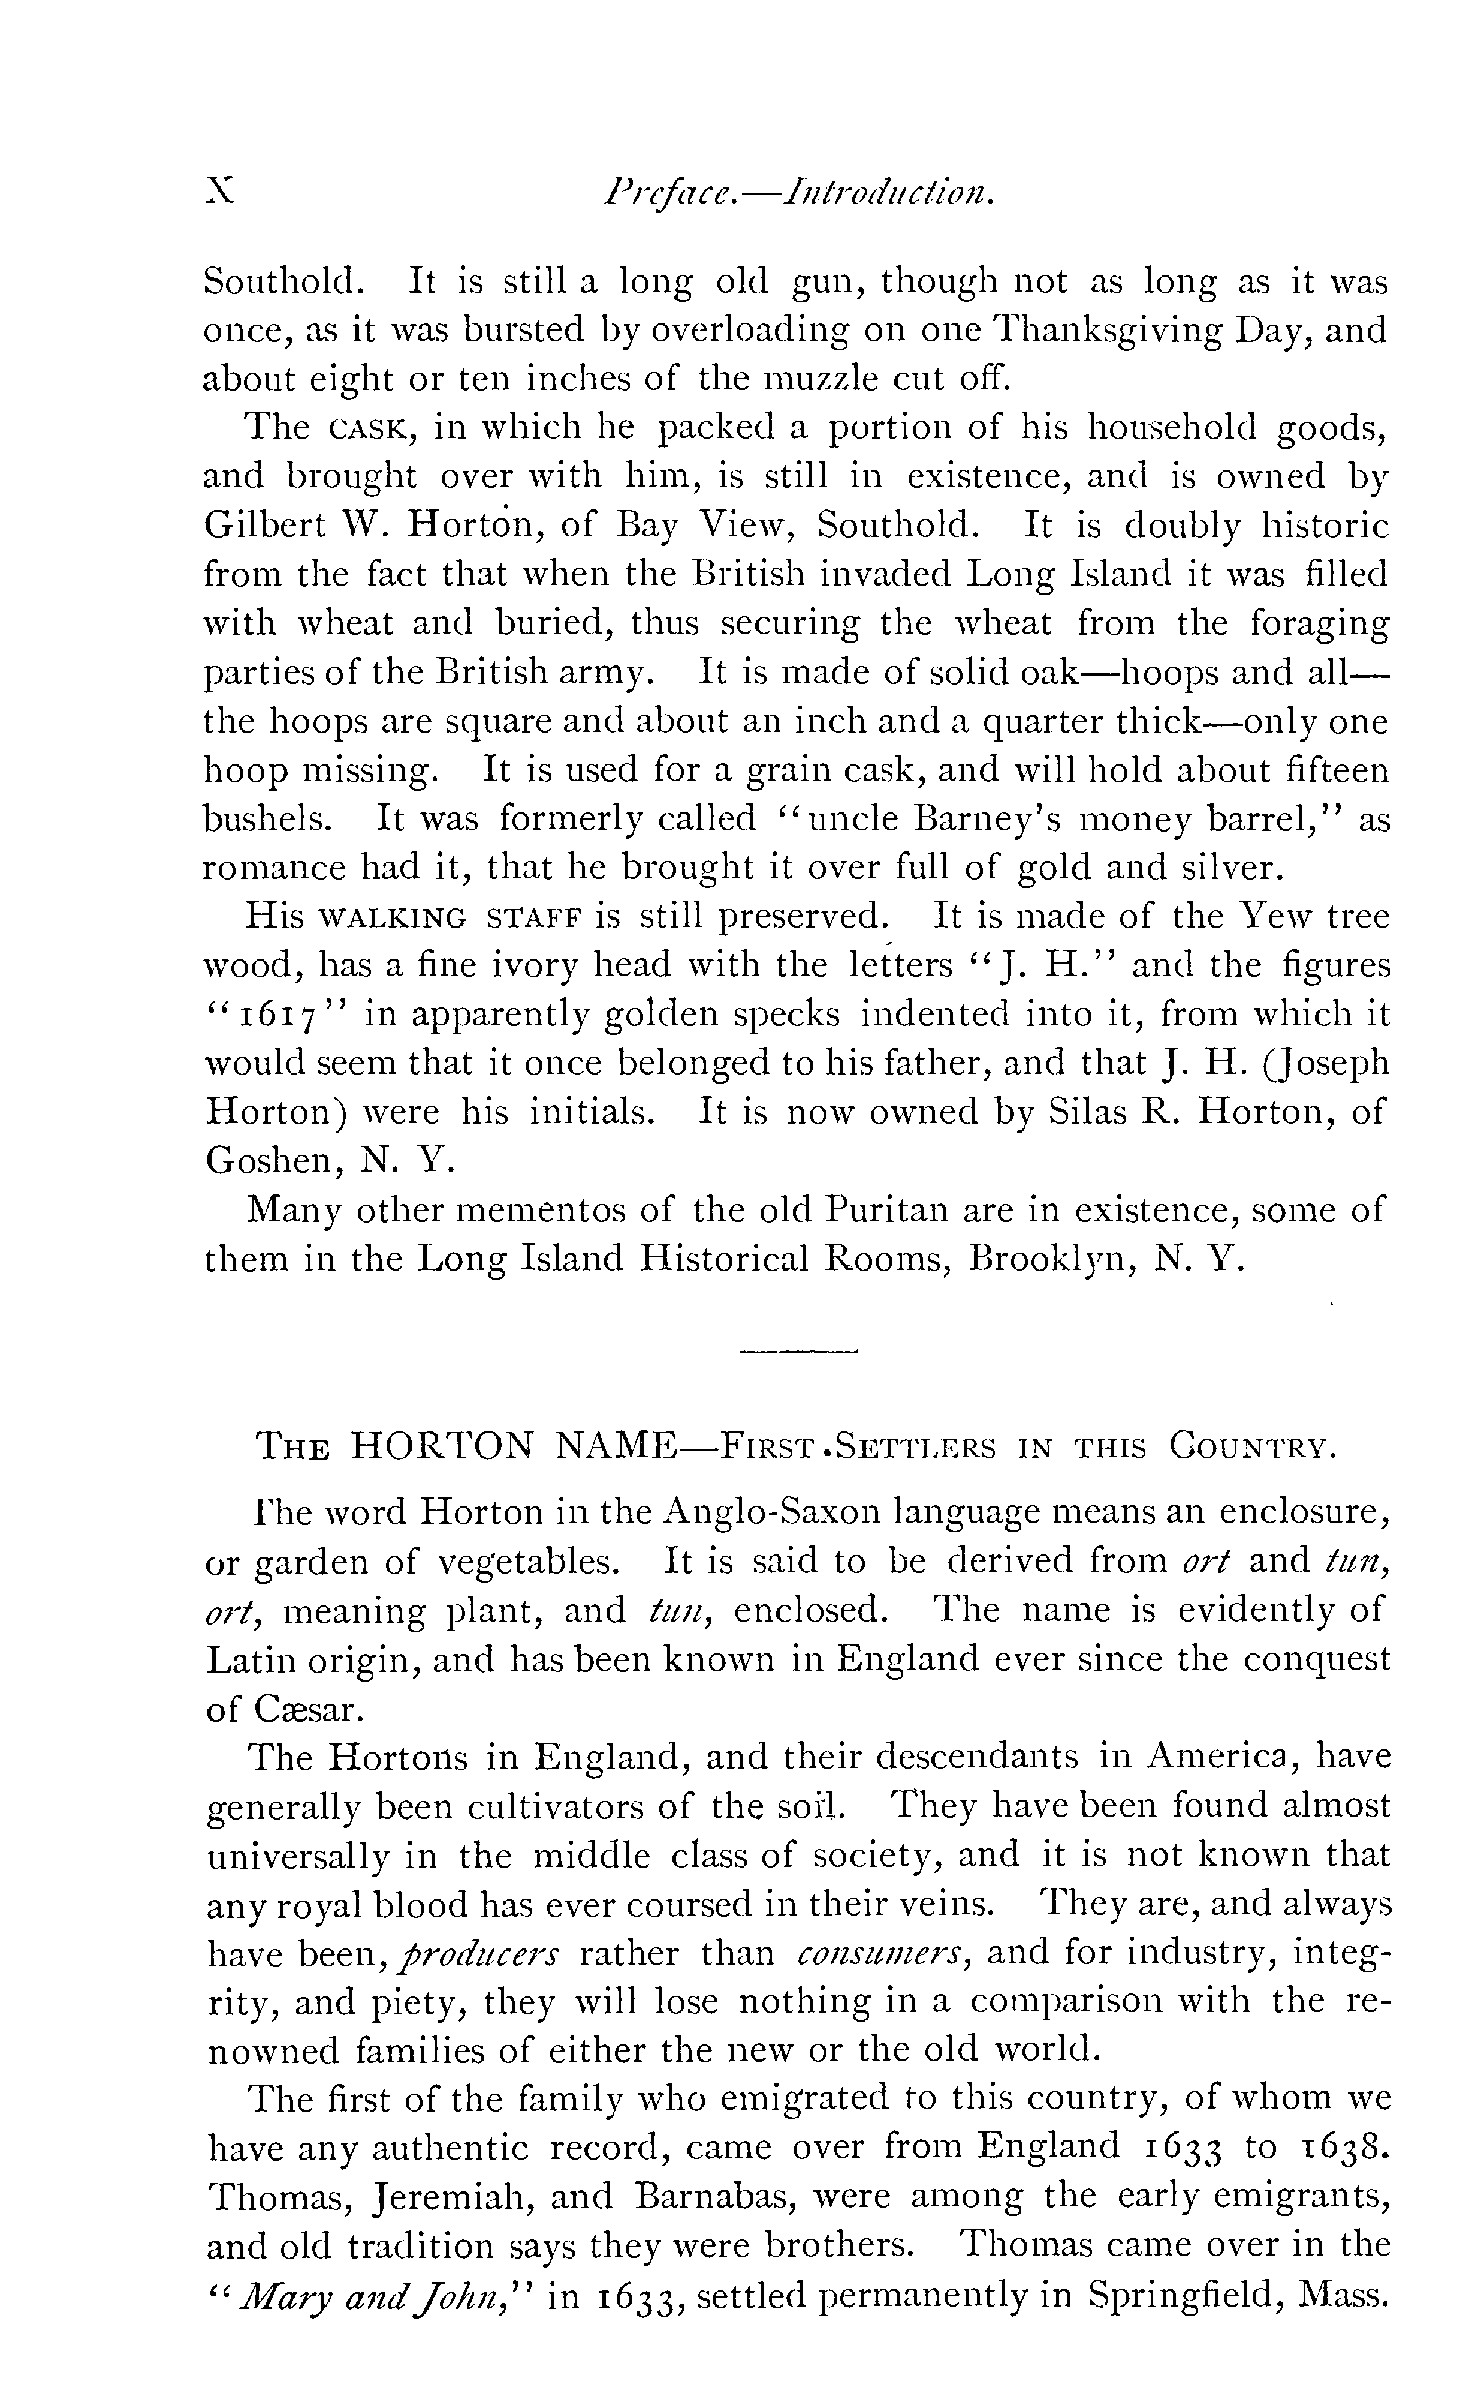 X Preface.—Introduction.
Southold. It is still a long old gun, though not as long as it was
once, as it was bursted by overloading on one Thanksgiving Day, and
about eight or ten inches of the muzzle cut off.
The CASK, in which he packed a portion of his household goods,
and brought over with him, is still in existence, and is owned by
Gilbert W. Horton, of Bay View, Southold. It is doubly historic
from the fact that when the British invaded Long Island it was filled
with wheat and buried, thus securing the wheat from the foraging
parties of the British army. It is made of solid oak—hoops and all—
the hoops are square and about an inch and a quarter thick—only one
hoop missing. It is used for a grain cask, and will hold about fifteen
bushels. It was formerly called "uncle Barney's money barrel," as
romance had it, that he brought it over full of gold and silver.
His WALKING STAFF is still preserved. It is made of the Yew tree
wood, has a fine ivory head with the letters "J. H." and the figures
"1617" in apparently golden specks indented into it, from which it
would seem that it once belonged to his father, and that J. H. (Joseph
Horton) were his initials. It is now owned by Silas R. Horton, of
Goshen, N. Y.
Many other mementos of the old Puritan are in existence, some of
them in the Long Island Historical Rooms, Brooklyn, N. Y.
THE HORTON NAME—FIRST SETTLERS IN THIS COUNTRY.
The word Horton in the Anglo-Saxon language means an enclosure,
or garden of vegetables. It is said to be derived from ort and tun,
ort, meaning plant, and tun, enclosed. The name is evidently of
Latin origin, and has been known in England ever since the conquest
of Cæsar.
The Hortons in England, and their descendants in America, have
generally been cultivators of the soil. They have been found almost
universally in the middle class of society, and it is not known that
any royal blood has ever coursed in their veins. They are, and always
have been, producers rather than consumers, and for industry, integ-
rity, and piety, they will lose nothing in a comparison with the re-
nowned families of either the new or the old world.
The first of the family who emigrated to this country, of whom we
have any authentic record, came over from England 1633 to 1638.
Thomas, Jeremiah, and Barnabas, were among the early emigrants,
and old tradition says they were brothers. Thomas came over in the
"Mary and John," in 1633, settled permanently in Springfield, Mass.